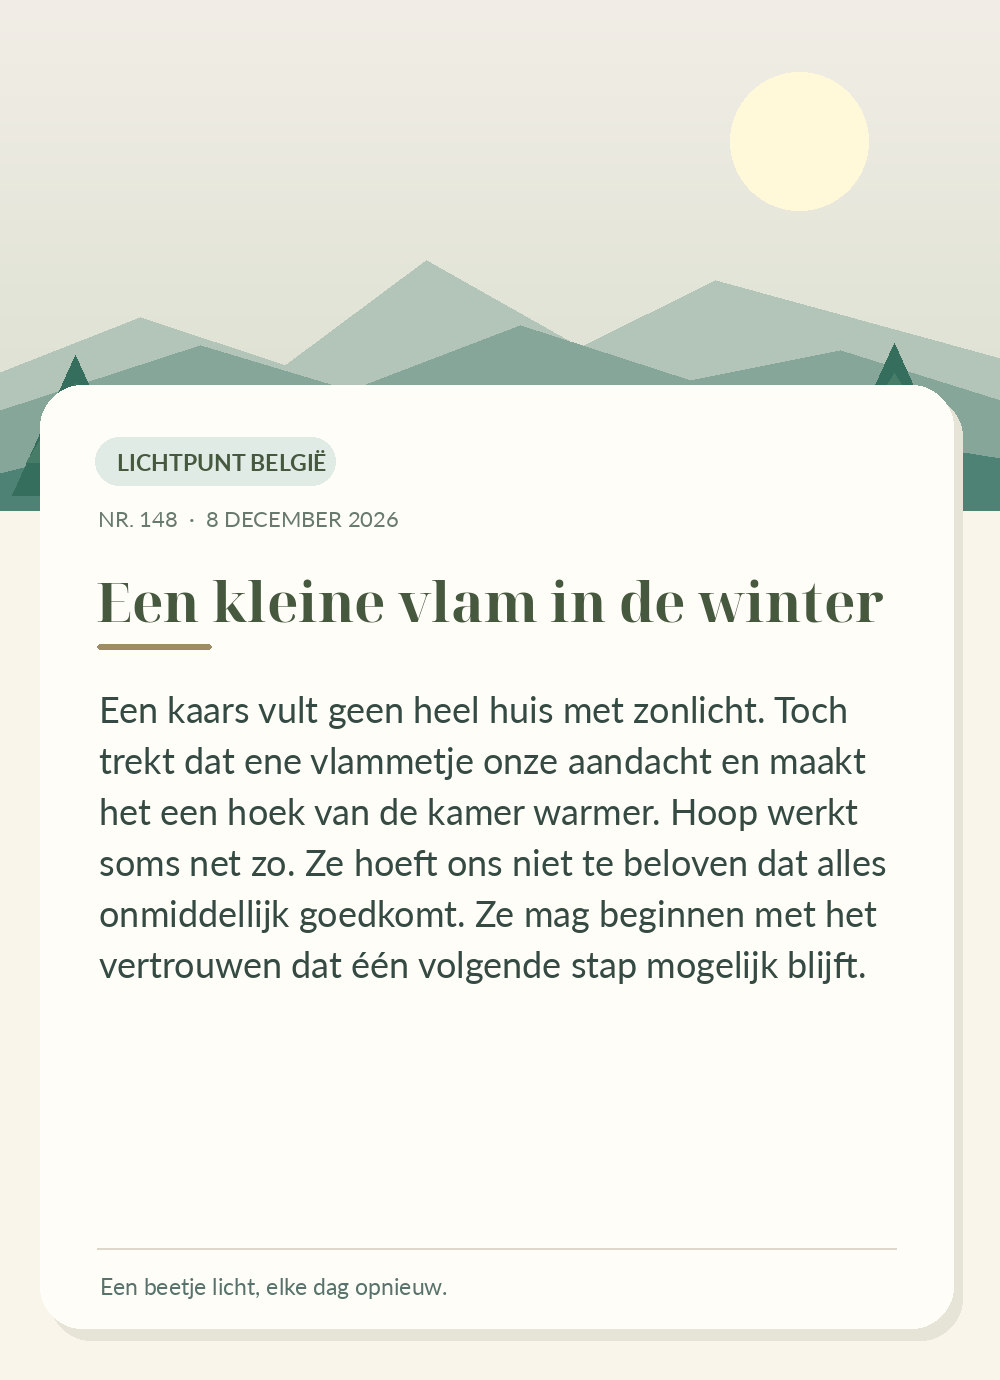 LICHTPUNT BELGIË
NR. 148 · 8 DECEMBER 2026
Een kleine vlam in de winter
Een kaars vult geen heel huis met zonlicht. Toch
trekt dat ene vlammetje onze aandacht en maakt
het een hoek van de kamer warmer. Hoop werkt
soms net zo. Ze hoeft ons niet te beloven dat alles
onmiddellijk goedkomt. Ze mag beginnen met het
vertrouwen dat één volgende stap mogelijk blijft.
Een beetje licht, elke dag opnieuw.